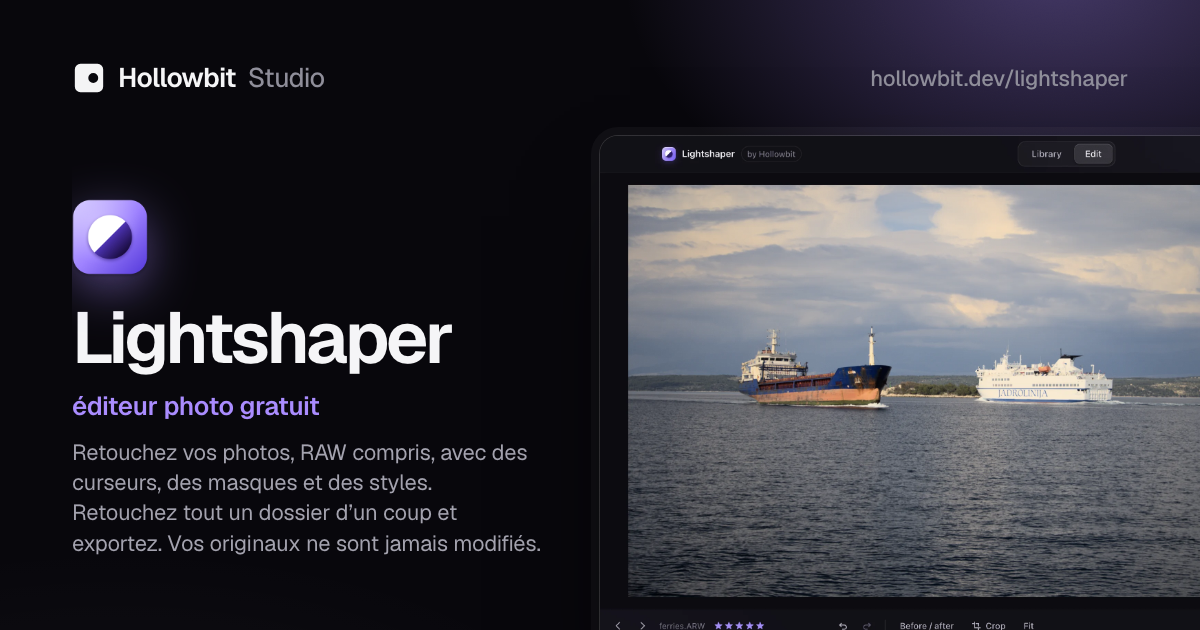 Hollowbit Studio
hollowbit.dev/lightshaper
Lightshaper by Hollowbit
Library Edit
JADROLINIJA
Lightshaper
éditeur photo gratuit
Retouchez vos photos, RAW compris, avec des
curseurs, des masques et des styles.
Retouchez tout un dossier d’un coup et
exportez. Vos originaux ne sont jamais modifiés.
ferries.ARW
Before / after
Crop
Fit